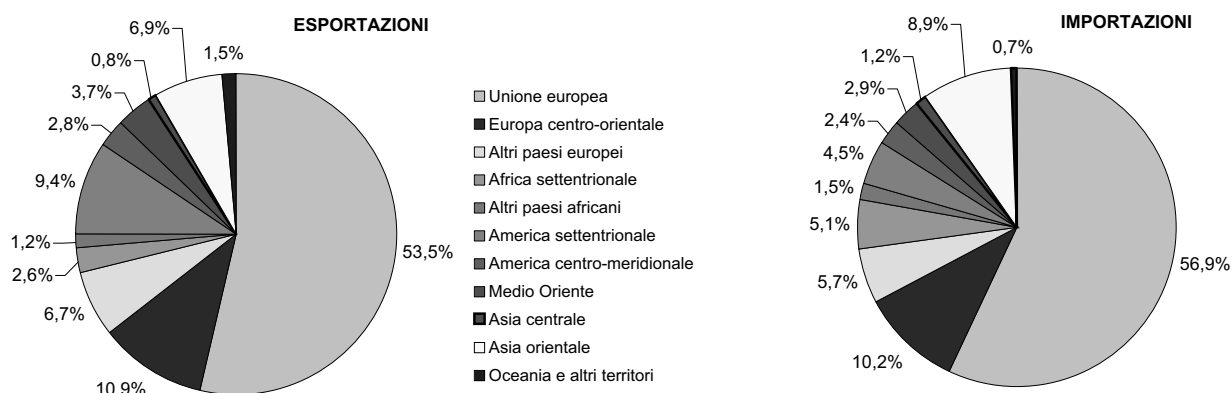 ESPORTAZIONI
6,9%
1,5%
0,8%
3,7%
2,8%
9,4%
1,2%
2,6%
6,7%
10,9%
53,5%
Unione europea
Europa centro-orientale
Altri paesi europei
Africa settentrionale
Altri paesi africani
America settentrionale
America centro-meridionale
Medio Oriente
Asia centrale
Asia orientale
Oceania e altri territori
IMPORTAZIONI
8,9%
0,7%
1,2%
2,9%
2,4%
4,5%
1,5%
5,1%
5,7%
10,2%
56,9%